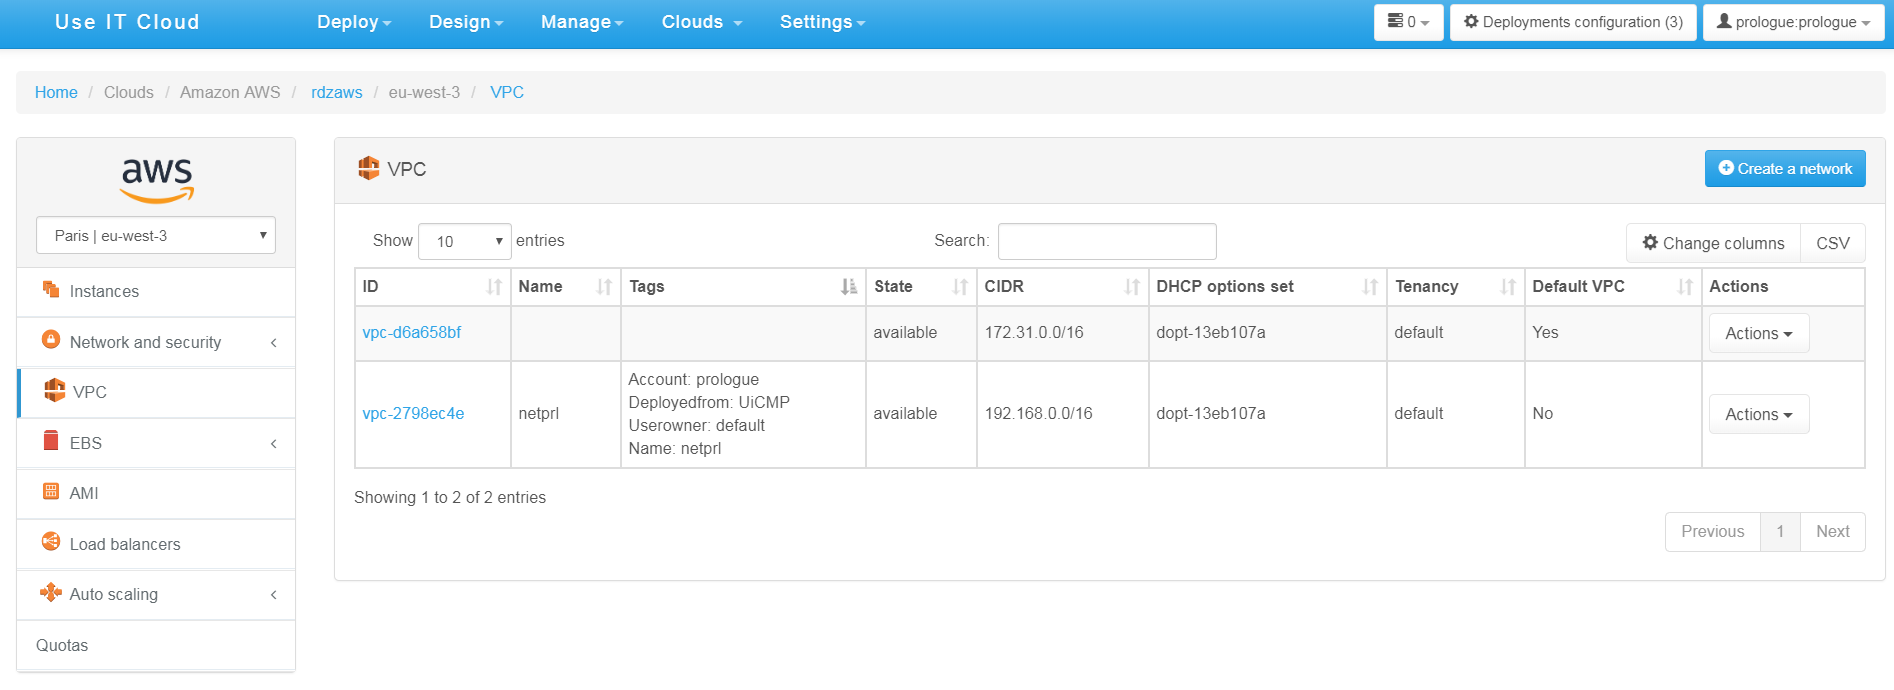 Use IT Cloud Deploy Design Manage Clouds Settings 0 Deployments configuration (3) prologue:prologue
Home / Clouds / Amazon AWS / rdzaws / eu-west-3 / VPC
aws
Paris | eu-west-3
Instances
Network and security
VPC
EBS
AMI
Load balancers
Auto scaling
Quotas
VPC Create a network
Show 10 entries Search: Change columns CSV
ID Name Tags State CIDR DHCP options set Tenancy Default VPC Actions
vpc-d6a658bf available 172.31.0.0/16 dopt-13eb107a default Yes Actions
Account: prologue
Deployedfrom: UiCMP
vpc-2798ec4e netprl available 192.168.0.0/16 dopt-13eb107a default No Actions
Userowner: default
Name: netprl
Showing 1 to 2 of 2 entries
Previous 1 Next